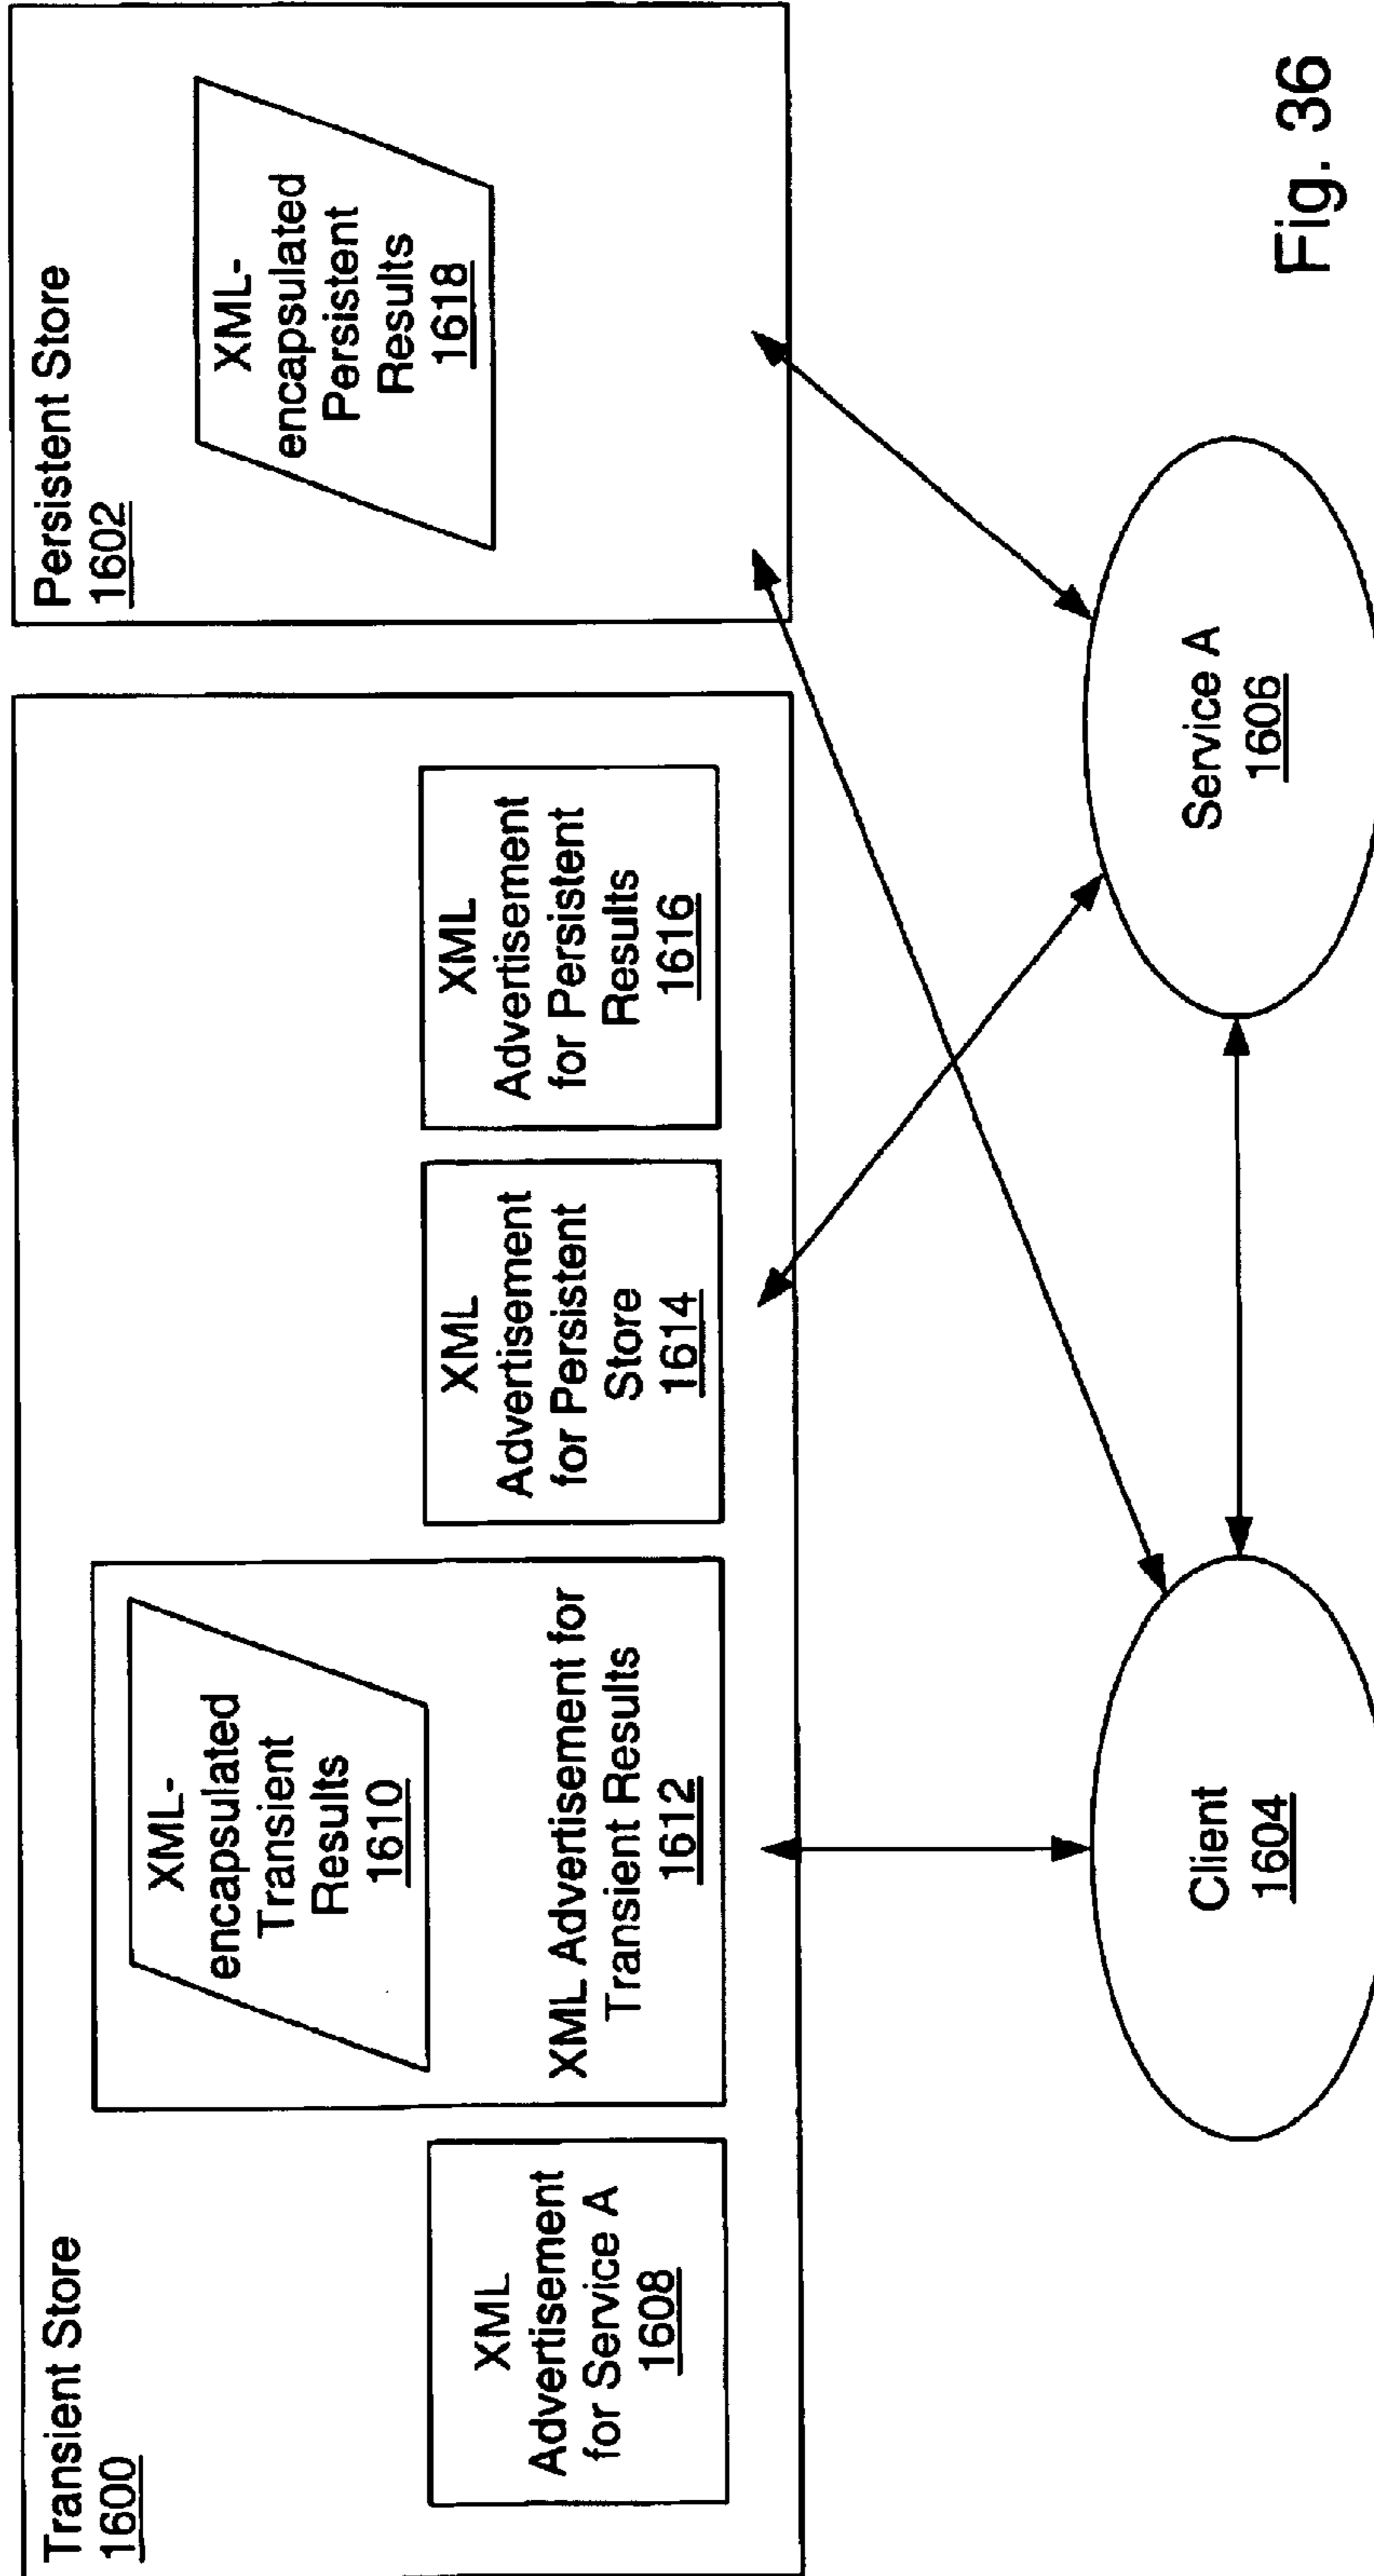 Transient Store
1600
XML
Advertisement
for Service A
1608
XML-
encapsulated
Transient
Results
1610
XML Advertisement for
Transient Results
1612
XML
Advertisement
for Persistent
Store
1614
XML
Advertisement
for Persistent
Results
1616
Persistent Store
1602
XML-
encapsulated
Persistent
Results
1618
Client
1604
Service A
1606
Fig. 36